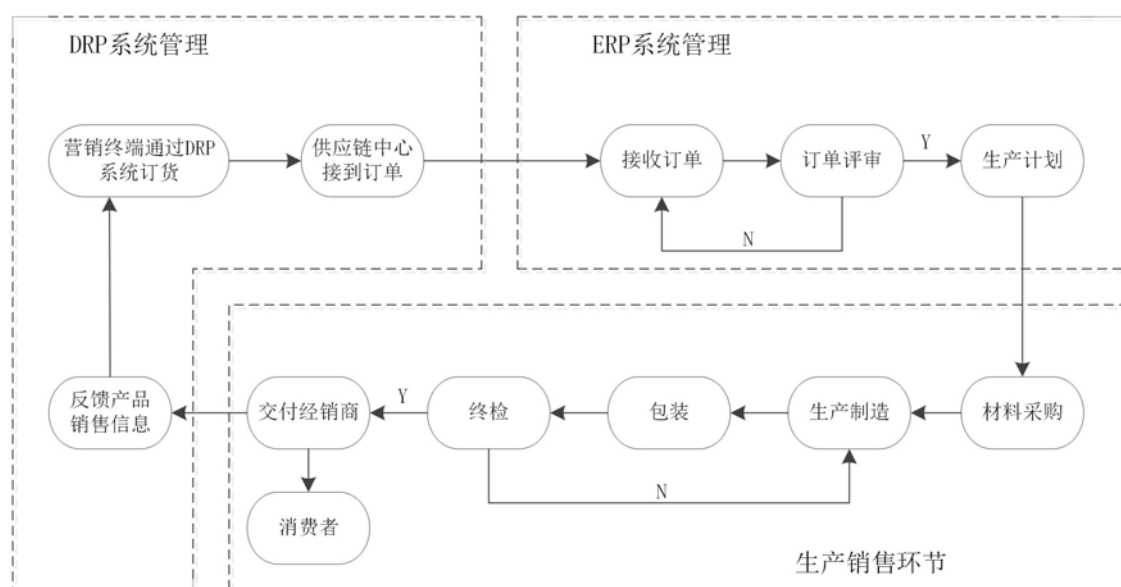 DRP系统管理
ERP系统管理
营销终端通过DRP
系统订货
供应链中心
接到订单
接收订单
订单评审
Y
生产计划
N
反馈产品
销售信息
交付经销商
Y
终检
包装
生产制造
材料采购
N
消费者
生产销售环节